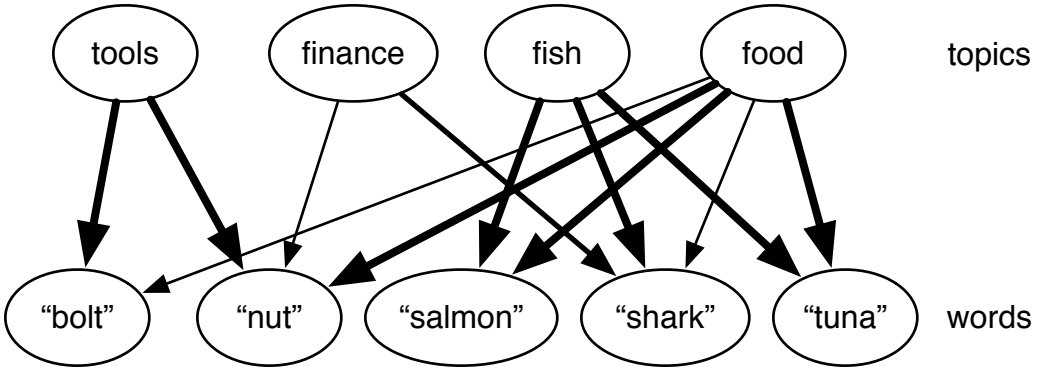 tools finance fish food topics
“bolt” “nut” “salmon” “shark” “tuna” words